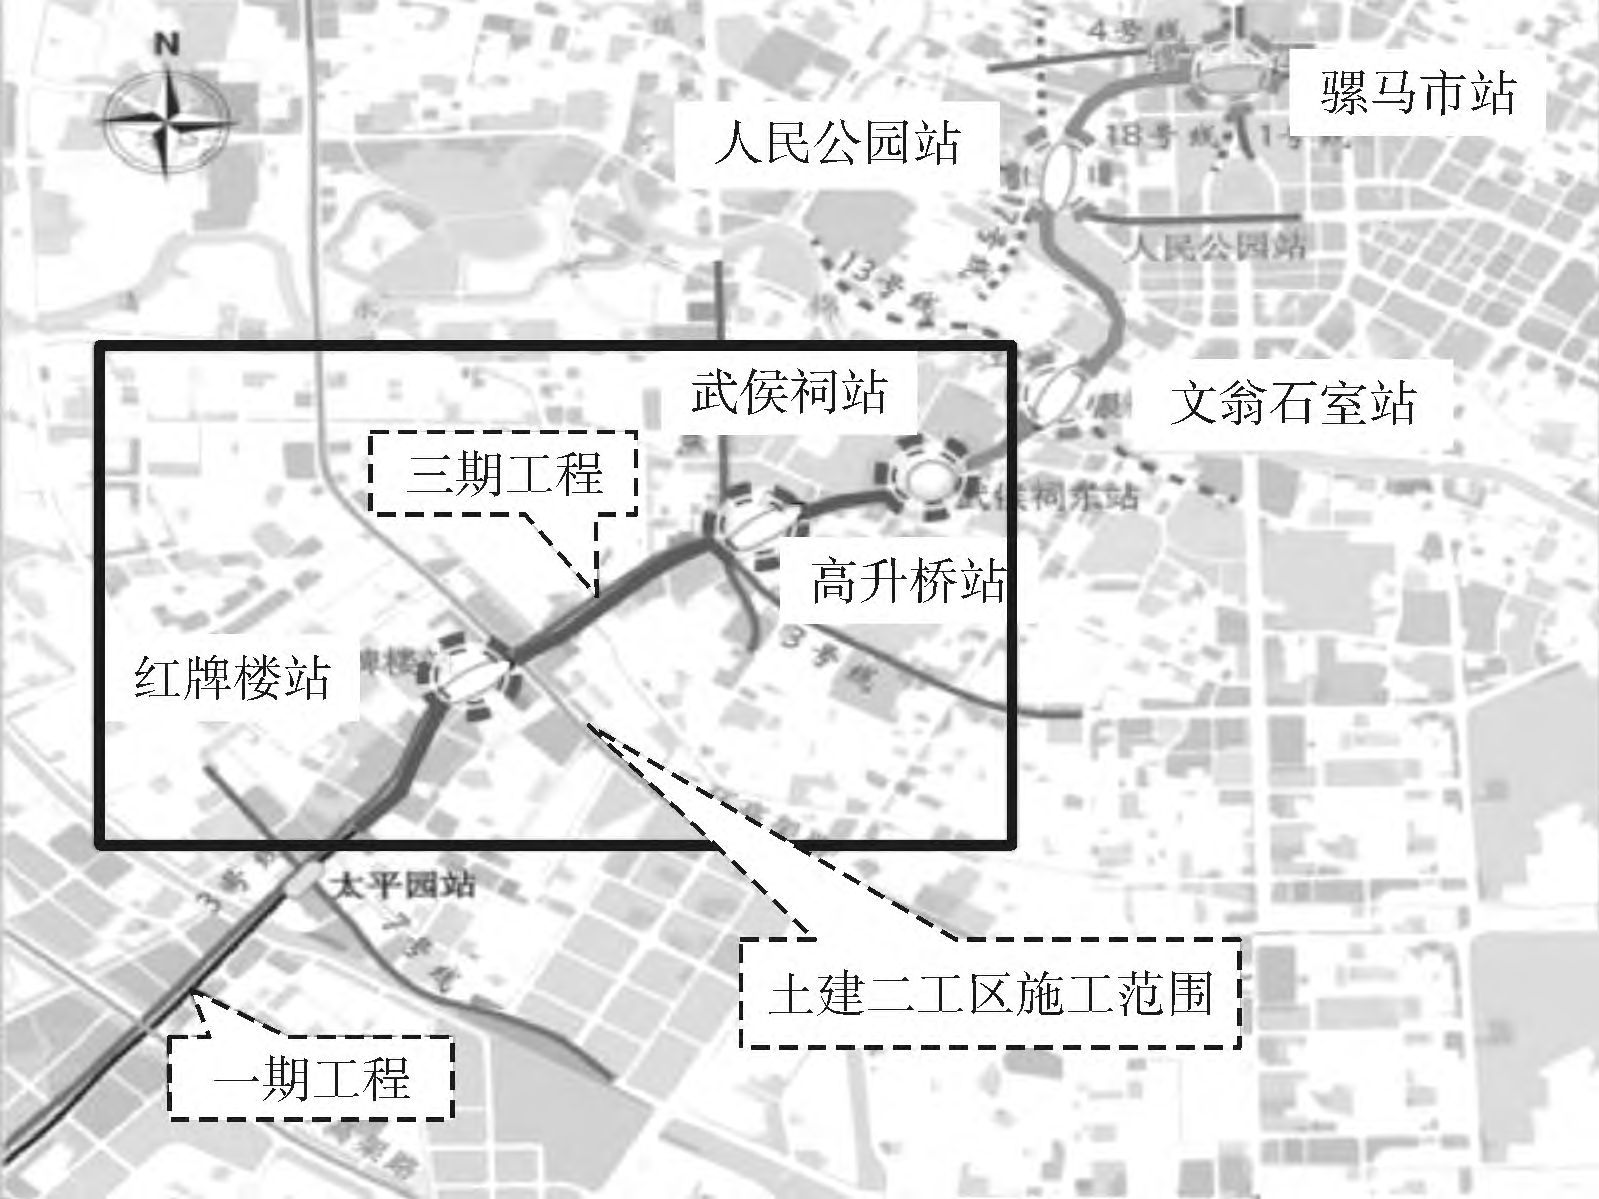 N
4号线
骡马市站
人民公园站
18号线
1号线
人民公园站
13号线
武侯祠站
文翁石室站
三期工程
武侯祠东站
高升桥站
红牌楼站
牌楼
3号线
太平园站
3号
7号线
土建二工区施工范围
一期工程